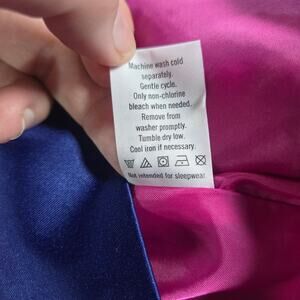 Machine wash cold
separately.
Gentle cycle.
Only non-chlorine
bleach when needed.
Remove from
washer promptly.
Tumble dry low.
Cool iron if necessary.
Not intended for sleepwear